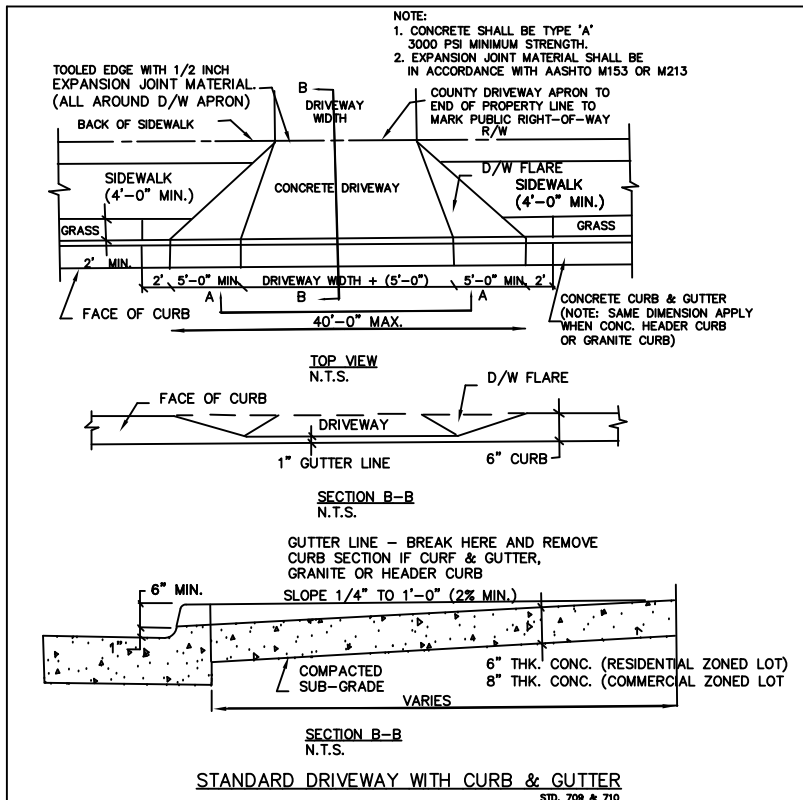 NOTE:
1. CONCRETE SHALL BE TYPE 'A'
3000 PSI MINIMUM STRENGTH.
2. EXPANSION JOINT MATERIAL SHALL BE
IN ACCORDANCE WITH AASHTO M153 OR M213
TOOLED EDGE WITH 1/2 INCH
EXPANSION JOINT MATERIAL.
(ALL AROUND D/W APRON)
B
DRIVEWAY
WIDTH
COUNTY DRIVEWAY APRON TO
END OF PROPERTY LINE TO
MARK PUBLIC RIGHT-OF-WAY
R/W
BACK OF SIDEWALK
D/W FLARE
SIDEWALK
(4'-0" MIN.)
CONCRETE DRIVEWAY
SIDEWALK
(4'-0" MIN.)
GRASS
GRASS
2' MIN.
2' 5'-0" MIN. DRIVEWAY WIDTH + (5'-0") 5'-0" MIN. 2'
A B A
FACE OF CURB
40'-0" MAX.
CONCRETE CURB & GUTTER
(NOTE: SAME DIMENSION APPLY
WHEN CONC. HEADER CURB
OR GRANITE CURB)
TOP VIEW
N.T.S.
FACE OF CURB
D/W FLARE
DRIVEWAY
1" GUTTER LINE
6" CURB
SECTION B-B
N.T.S.
GUTTER LINE - BREAK HERE AND REMOVE
CURB SECTION IF CURF & GUTTER,
GRANITE OR HEADER CURB
6" MIN.
SLOPE 1/4" TO 1'-0" (2% MIN.)
1"
COMPACTED
SUB-GRADE
6" THK. CONC. (RESIDENTIAL ZONED LOT)
8" THK. CONC. (COMMERCIAL ZONED LOT
VARIES
SECTION B-B
N.T.S.
STANDARD DRIVEWAY WITH CURB & GUTTER
STD. 709 & 710